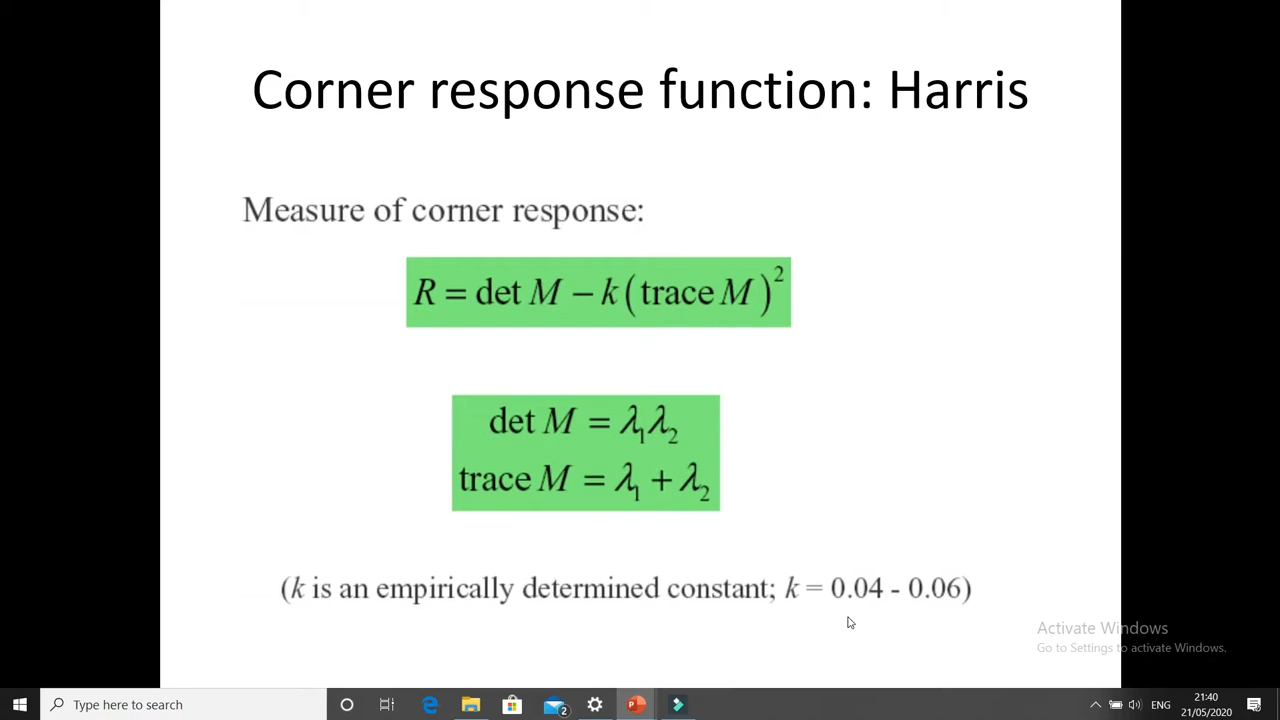 Corner response function: Harris
Measure of corner response:
R = det M − k (trace M)²
det M = λ₁λ₂
trace M = λ₁ + λ₂
(k is an empirically determined constant; k = 0.04 - 0.06)
Activate Windows
Go to Settings to activate Windows.
Type here to search
2
ENG
21:40
21/05/2020